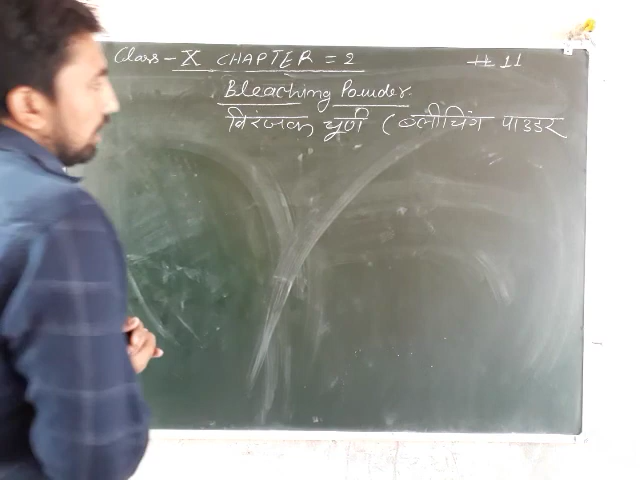 Class - X CHAPTER = 2 # 11
Bleaching Powder.
विरंजक चूर्ण (ब्लीचिंग पाउडर